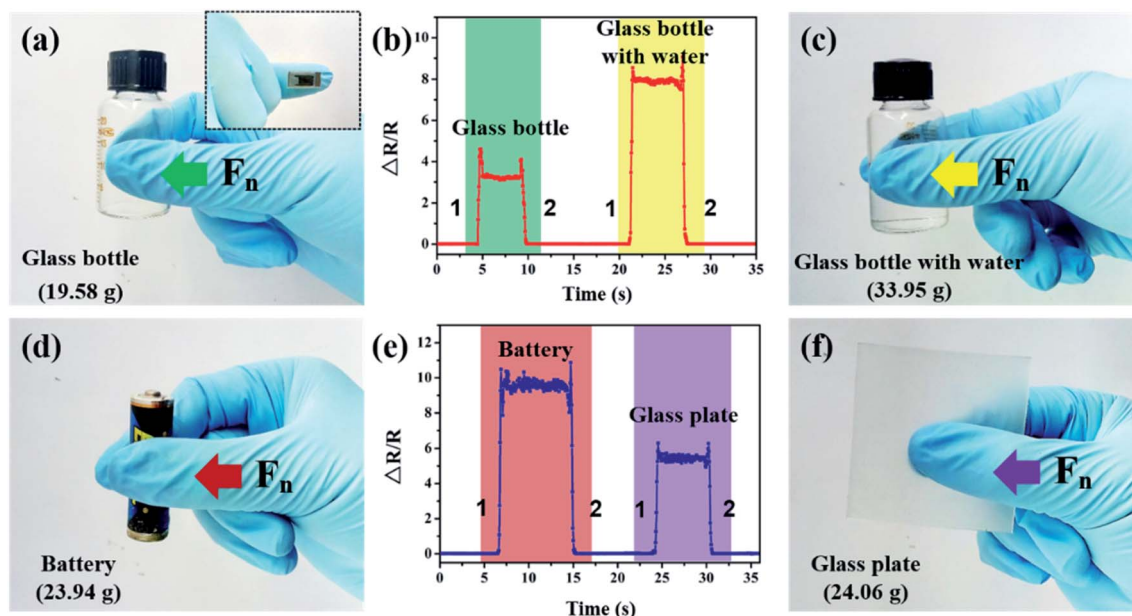 (a)
Fn
Glass bottle
(19.58 g)
(b)
Glass bottle
with water
Glass bottle
1 2 1 2
△R/R
0 2 4 6 8 10
0 5 10 15 20 25 30 35
Time (s)
(c)
Fn
Glass bottle with water
(33.95 g)
(d)
Fn
Battery
(23.94 g)
(e)
Battery
Glass plate
1 2 1 2
△R/R
0 2 4 6 8 10 12
0 5 10 15 20 25 30 35
Time (s)
(f)
Fn
Glass plate
(24.06 g)